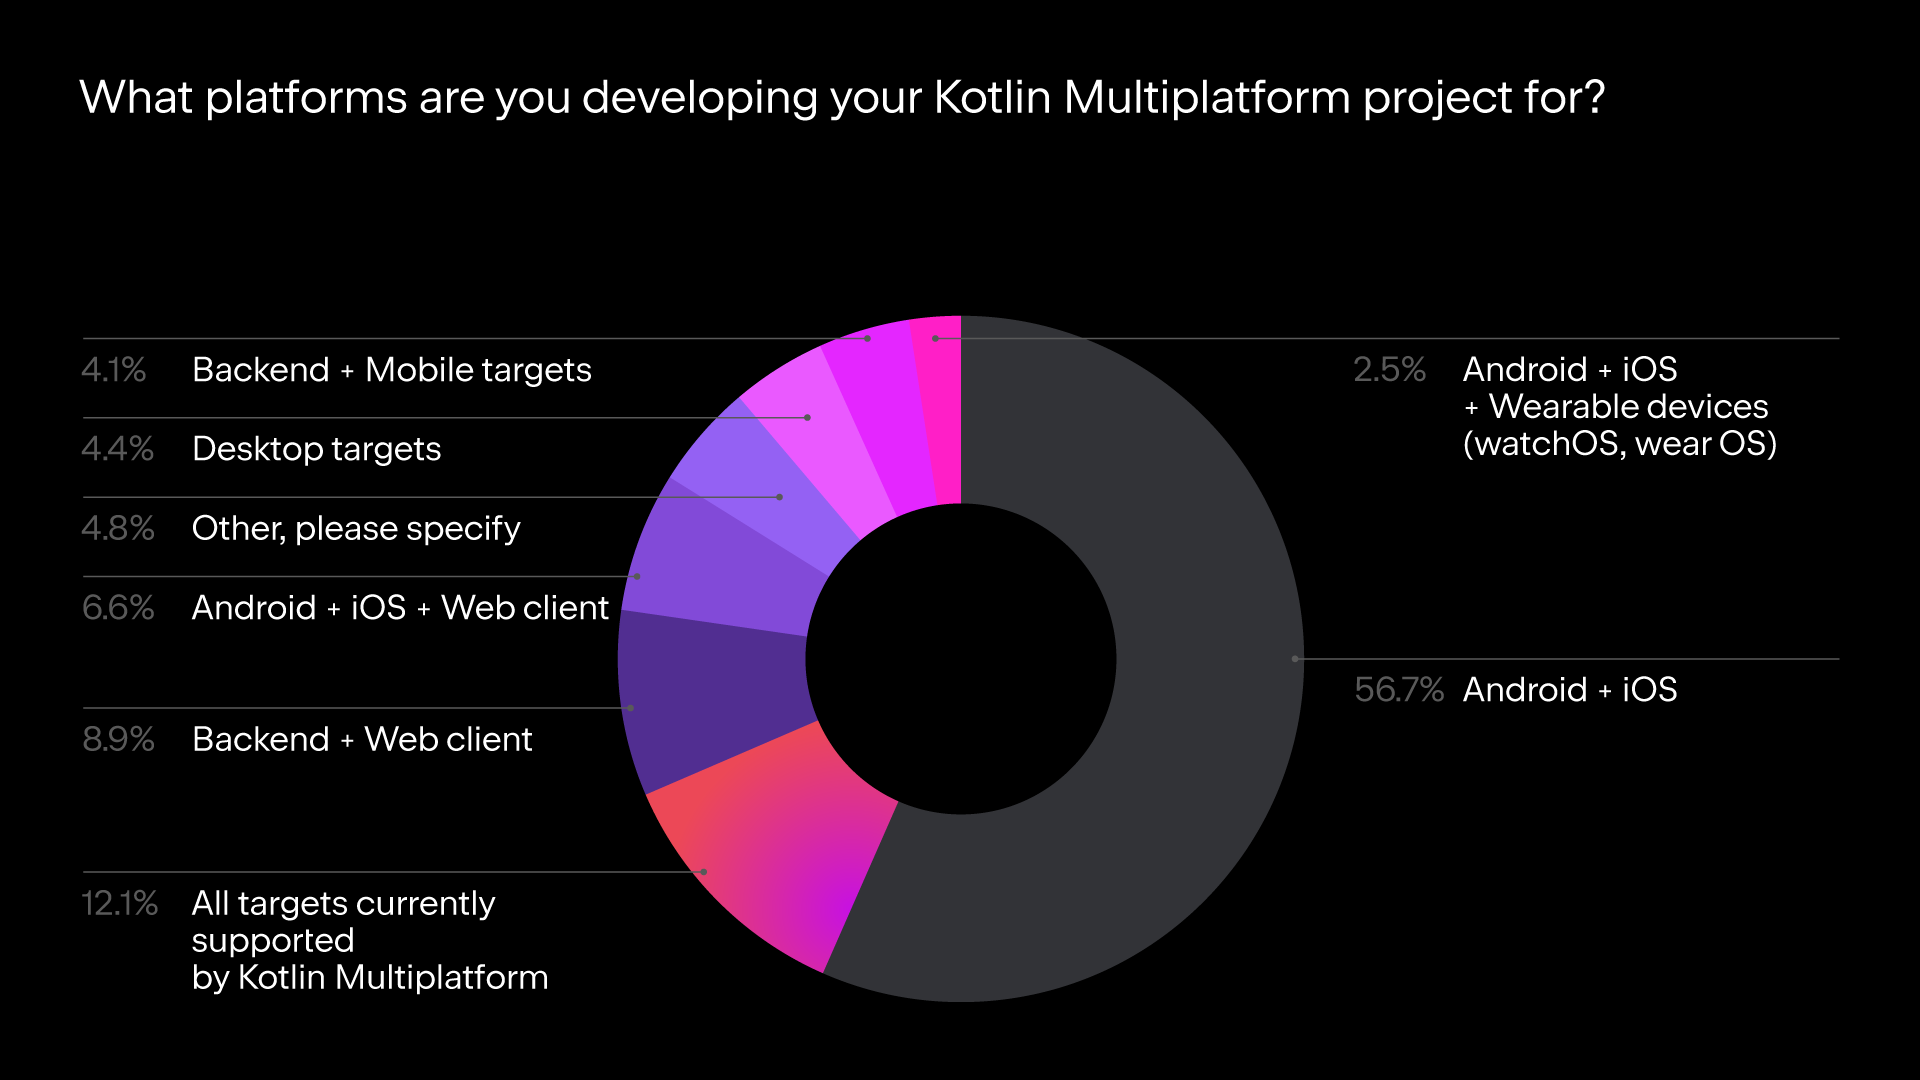 What platforms are you developing your Kotlin Multiplatform project for?
4.1% Backend + Mobile targets
4.4% Desktop targets
4.8% Other, please specify
6.6% Android + iOS + Web client
8.9% Backend + Web client
12.1% All targets currently
supported
by Kotlin Multiplatform
2.5% Android + iOS
+ Wearable devices
(watchOS, wear OS)
56.7% Android + iOS